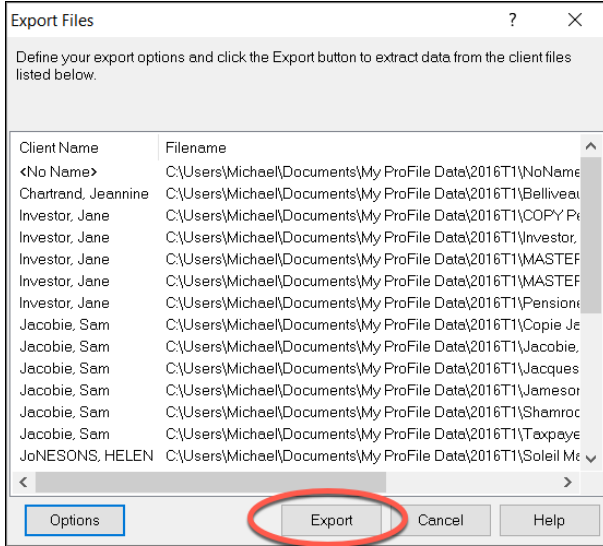 Export Files ?
Define your export options and click the Export button to extract data from the client files
listed below.
Client Name Filename
<No Name> C:\Users\Michael\Documents\My ProFile Data\2016T1\NoName
Chartrand, Jeannine C:\Users\Michael\Documents\My ProFile Data\2016T1\Belliveau
Investor, Jane C:\Users\Michael\Documents\My ProFile Data\2016T1\COPY Pe
Investor, Jane C:\Users\Michael\Documents\My ProFile Data\2016T1\Investor,
Investor, Jane C:\Users\Michael\Documents\My ProFile Data\2016T1\MASTER
Investor, Jane C:\Users\Michael\Documents\My ProFile Data\2016T1\MASTER
Investor, Jane C:\Users\Michael\Documents\My ProFile Data\2016T1\Pensione
Jacobie, Sam C:\Users\Michael\Documents\My ProFile Data\2016T1\Copie Ja
Jacobie, Sam C:\Users\Michael\Documents\My ProFile Data\2016T1\Jacobie,
Jacobie, Sam C:\Users\Michael\Documents\My ProFile Data\2016T1\Jacques
Jacobie, Sam C:\Users\Michael\Documents\My ProFile Data\2016T1\Jameson
Jacobie, Sam C:\Users\Michael\Documents\My ProFile Data\2016T1\Shamroc
Jacobie, Sam C:\Users\Michael\Documents\My ProFile Data\2016T1\Taxpaye
JoNESONS, HELEN C:\Users\Michael\Documents\My ProFile Data\2016T1\Soleil Ma
Options Export Cancel Help